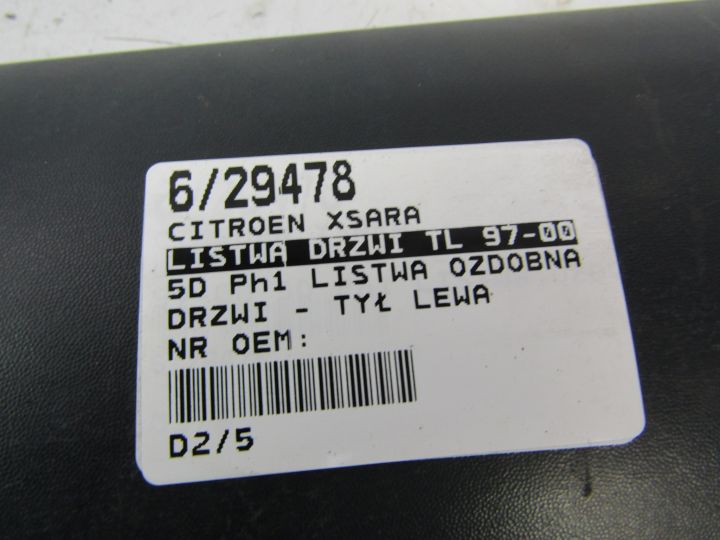 6/29478
CITROEN XSARA
LISTWA DRZWI TL 97-00
5D Ph1 LISTWA OZDOBNA
DRZWI - TYŁ LEWA
NR OEM:
D2/5